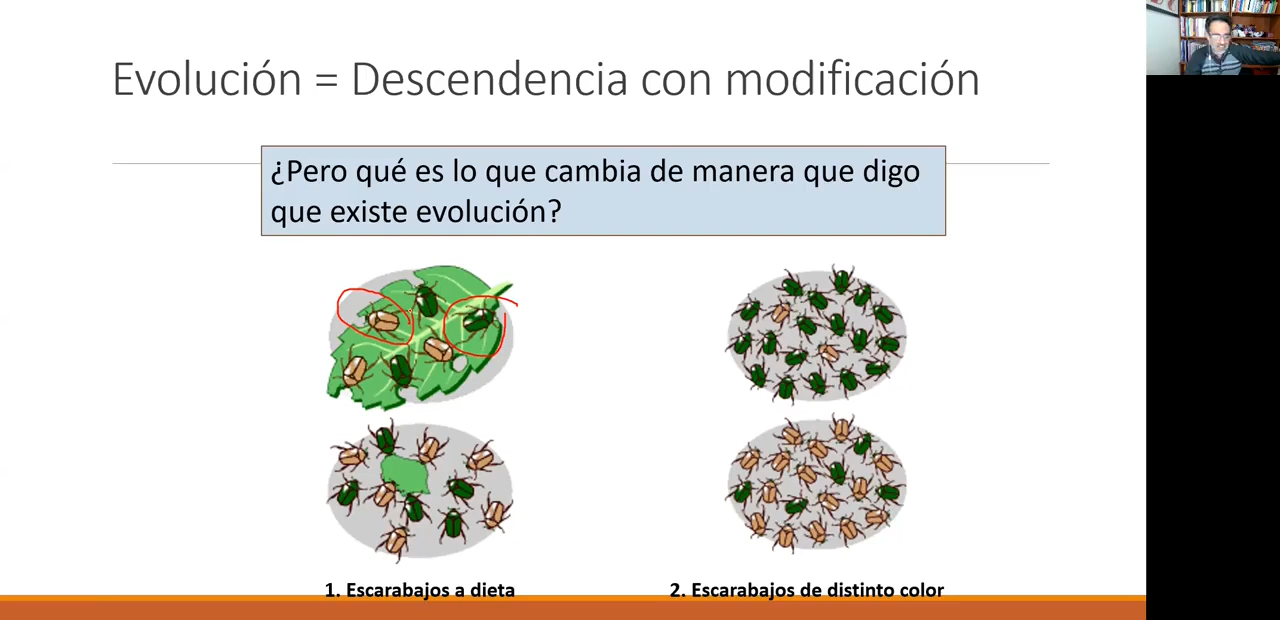 Evolución = Descendencia con modificación
¿Pero qué es lo que cambia de manera que digo
que existe evolución?
1. Escarabajos a dieta
2. Escarabajos de distinto color